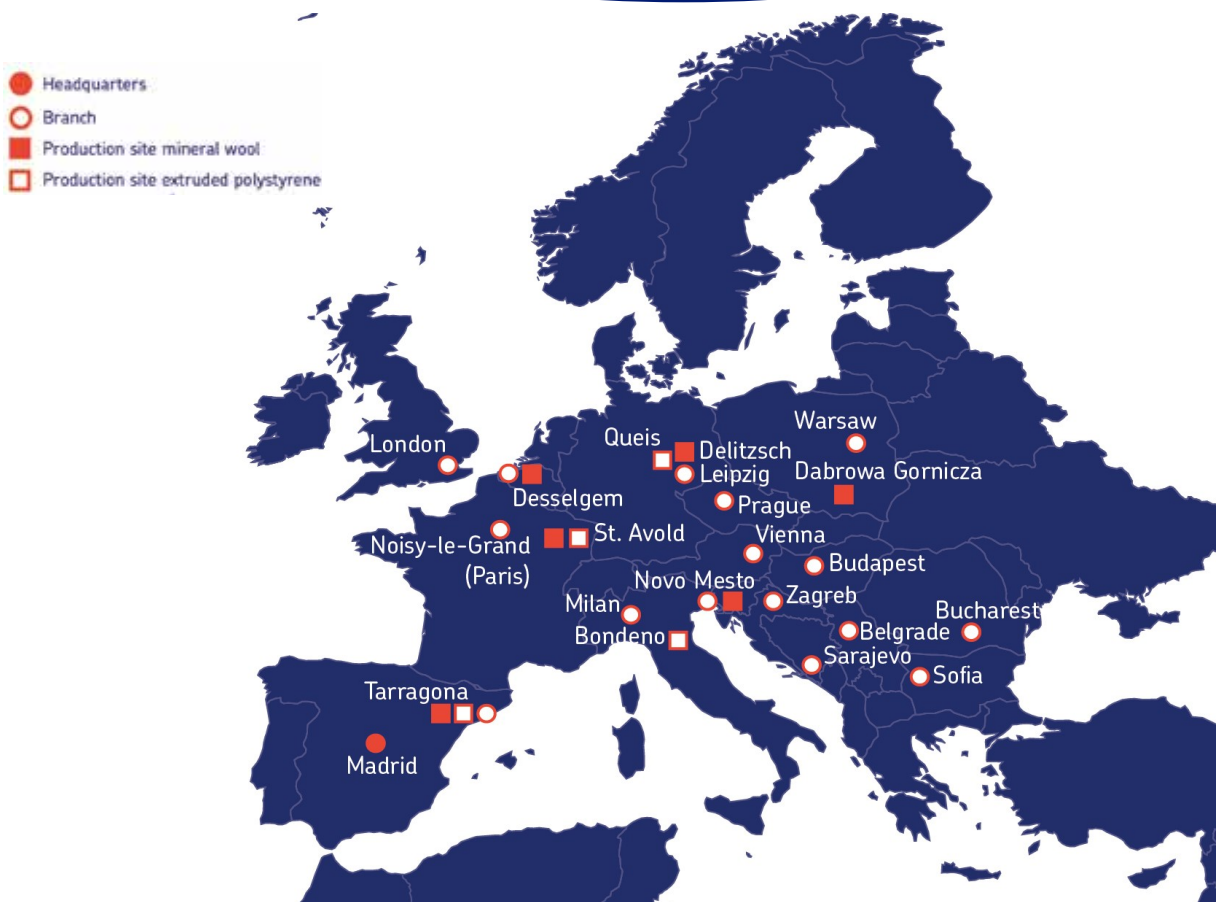 Headquarters
Branch
Production site mineral wool
Production site extruded polystyrene
Warsaw
Queis
London
Delitzsch
Dabrowa Gornicza
Leipzig
Desselgem
Prague
St. Avold
Vienna
Noisy-le-Grand
(Paris)
Budapest
Novo Mesto
Zagreb
Milan
Bucharest
Belgrade
Bondeno
Sarajevo
Sofia
Tarragona
Madrid